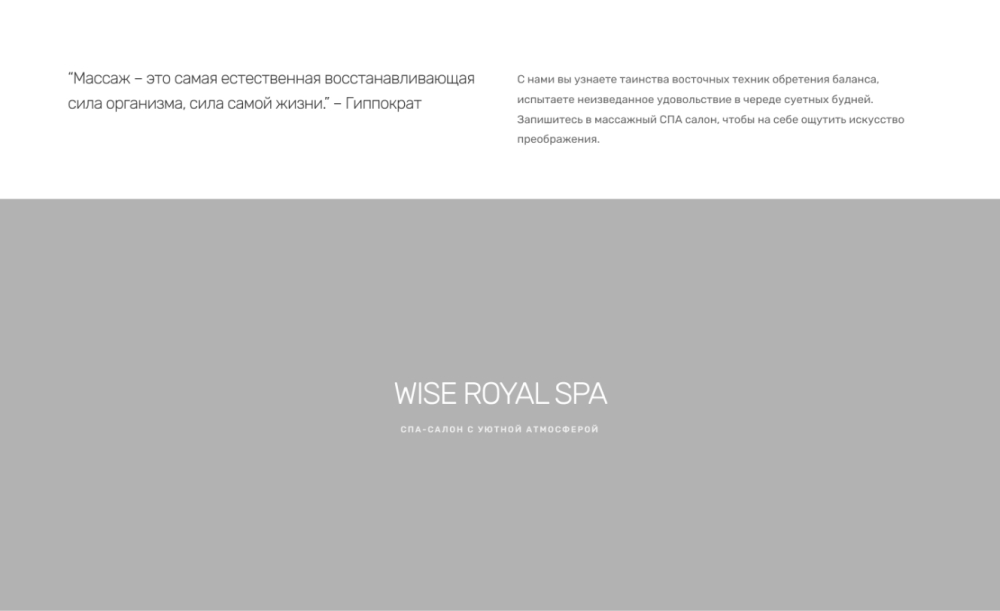 “Массаж – это самая естественная восстанавливающая
сила организма, сила самой жизни.” – Гиппократ
С нами вы узнаете таинства восточных техник обретения баланса,
испытаете неизведанное удовольствие в череде суетных будней.
Запишитесь в массажный СПА салон, чтобы на себе ощутить искусство
преображения.
WISE ROYAL SPA
СПА-САЛОН С УЮТНОЙ АТМОСФЕРОЙ